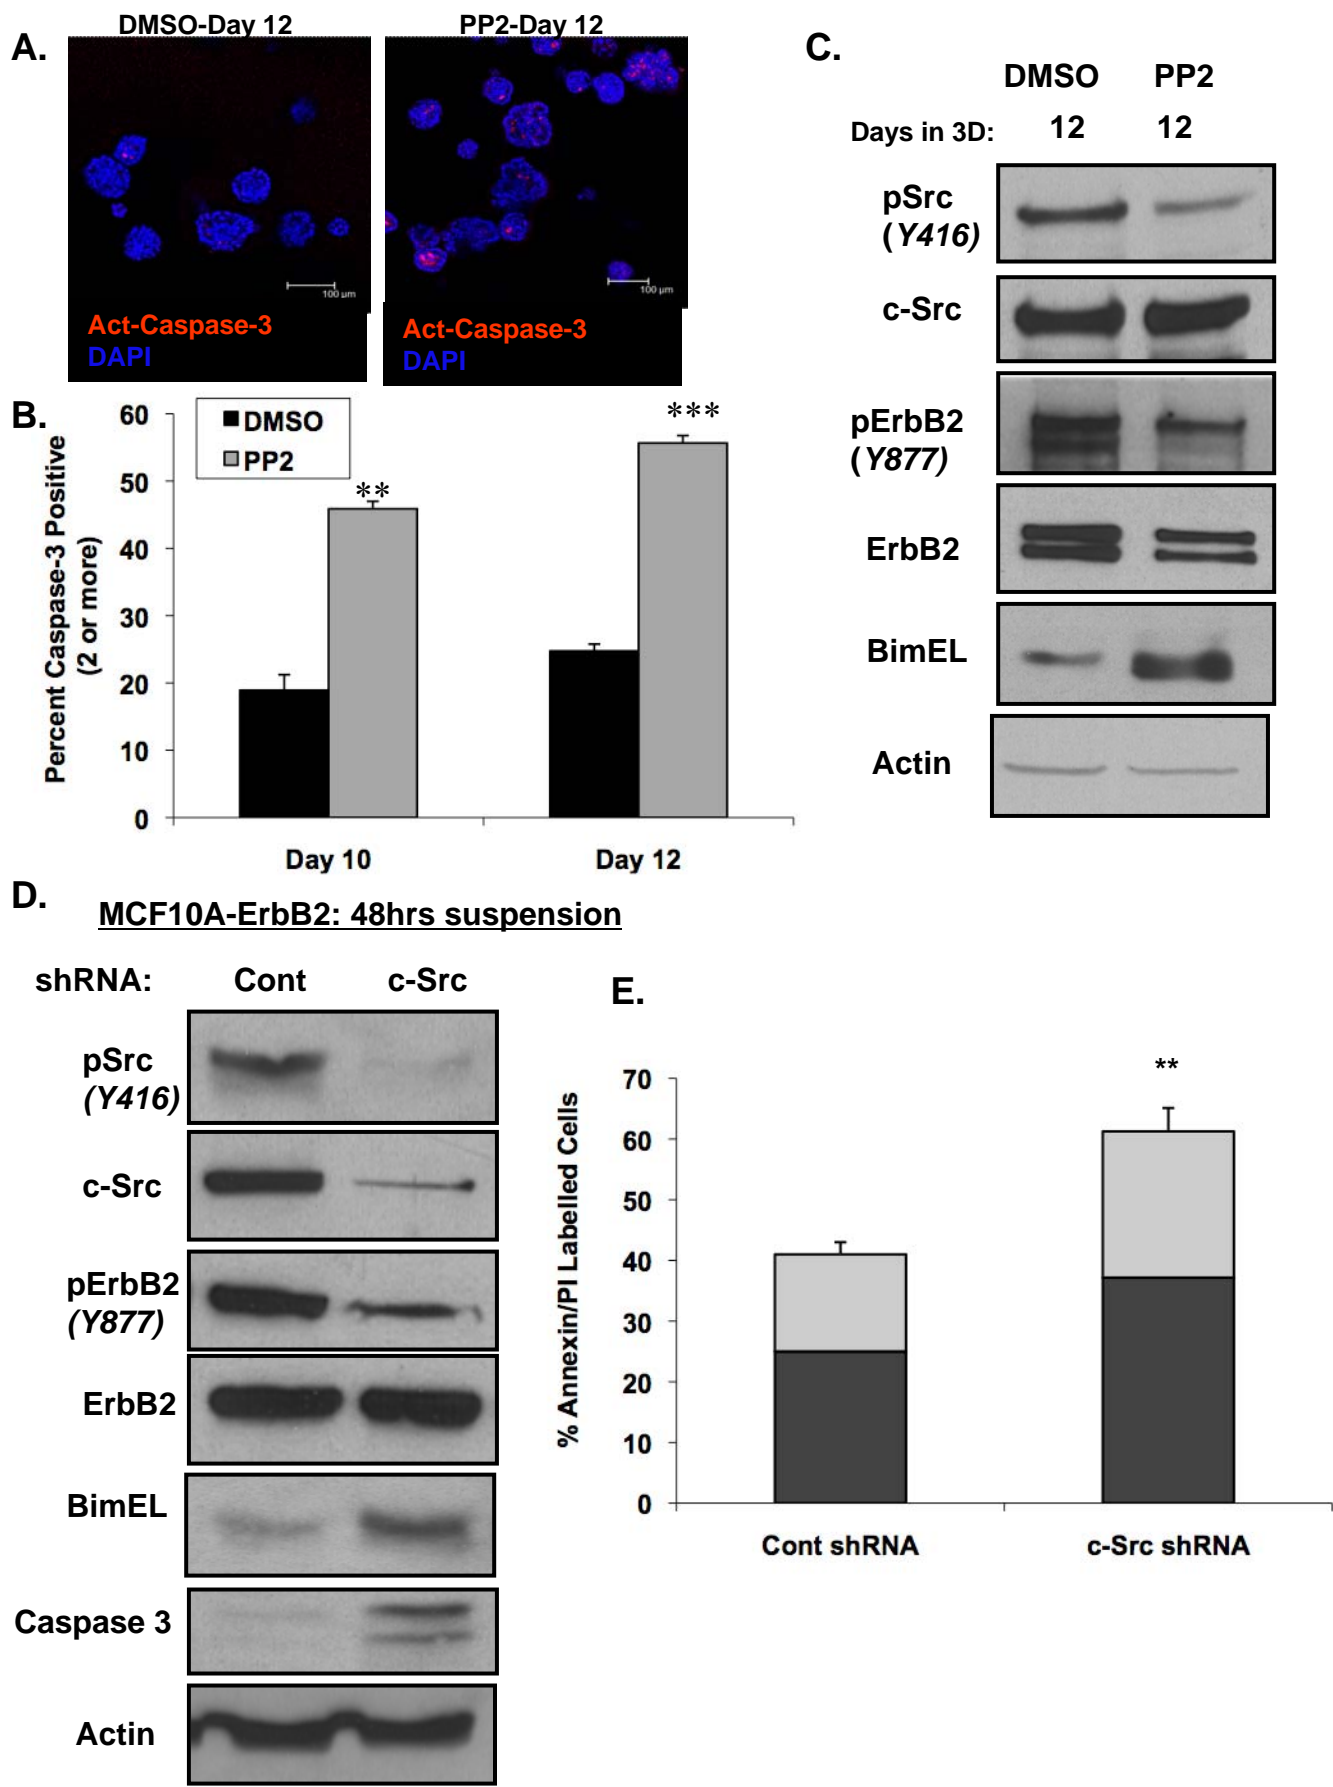 A.
DMSO-Day 12
PP2-Day 12
100 µm
100 µm
Act-Caspase-3
DAPI
Act-Caspase-3
DAPI
B.
Percent Caspase-3 Positive
(2 or more)
60
50
40
30
20
10
0
DMSO
PP2
**
***
Day 10
Day 12
C.
DMSO PP2
Days in 3D: 12 12
pSrc
(Y416)
c-Src
pErbB2
(Y877)
ErbB2
BimEL
Actin
D.
MCF10A-ErbB2: 48hrs suspension
shRNA: Cont c-Src
pSrc
(Y416)
c-Src
pErbB2
(Y877)
ErbB2
BimEL
Caspase 3
Actin
E.
% Annexin/PI Labelled Cells
70
60
50
40
30
20
10
0
**
Cont shRNA
c-Src shRNA